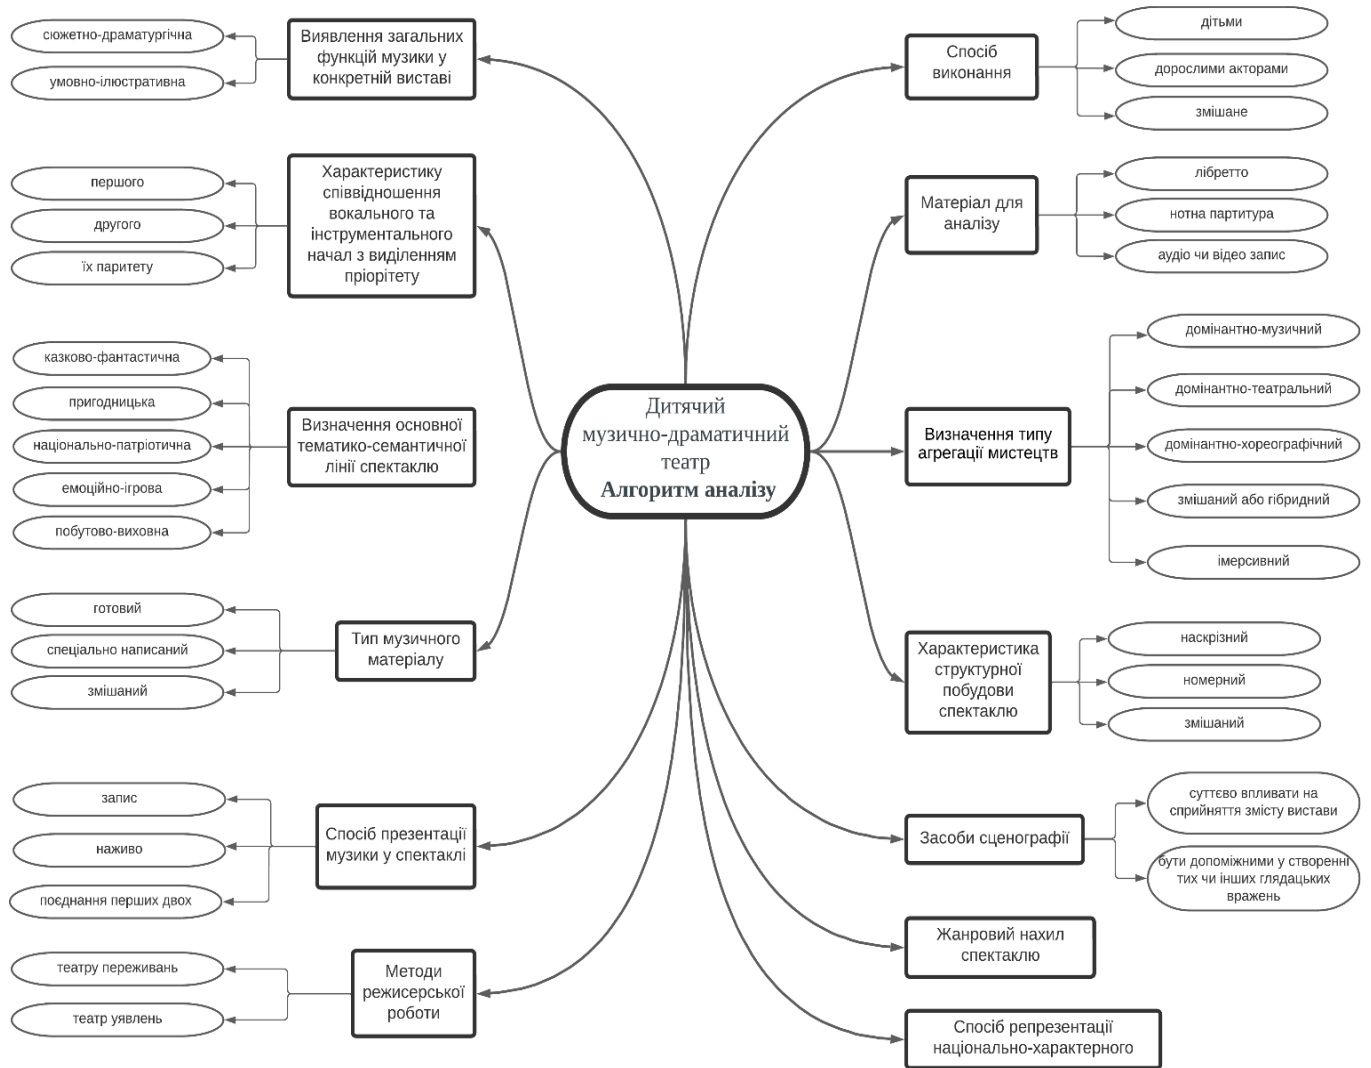 Дитячий
музично-драматичний
театр
Алгоритм аналізу
Виявлення загальних
функцій музики у
конкретній виставі
сюжетно-драматургічна
умовно-ілюстративна
Характеристику
співвідношення
вокального та
інструментального
начал з виділенням
пріорітету
першого
другого
їх паритету
Визначення основної
тематико-семантичної
лінії спектаклю
казково-фантастична
пригодницька
національно-патріотична
емоційно-ігрова
побутово-виховна
Тип музичного
матеріалу
готовий
спеціально написаний
змішаний
Спосіб презентації
музики у спектаклі
запис
наживо
поєднання перших двох
Методи
режисерської
роботи
театру переживань
театр уявлень
Спосіб
виконання
дітьми
дорослими акторами
змішане
Матеріал для
аналізу
лібретто
нотна партитура
аудіо чи відео запис
Визначення типу
агрегації мистецтв
домінантно-музичний
домінантно-театральний
домінантно-хореографічний
змішаний або гібридний
імерсивний
Характеристика
структурної
побудови
спектаклю
наскрізний
номерний
змішаний
Засоби сценографії
суттєво впливати на
сприйняття змісту вистави
бути допоміжними у створенні
тих чи інших глядацьких
вражень
Жанровий нахил
спектаклю
Спосіб репрезентації
національно-характерного